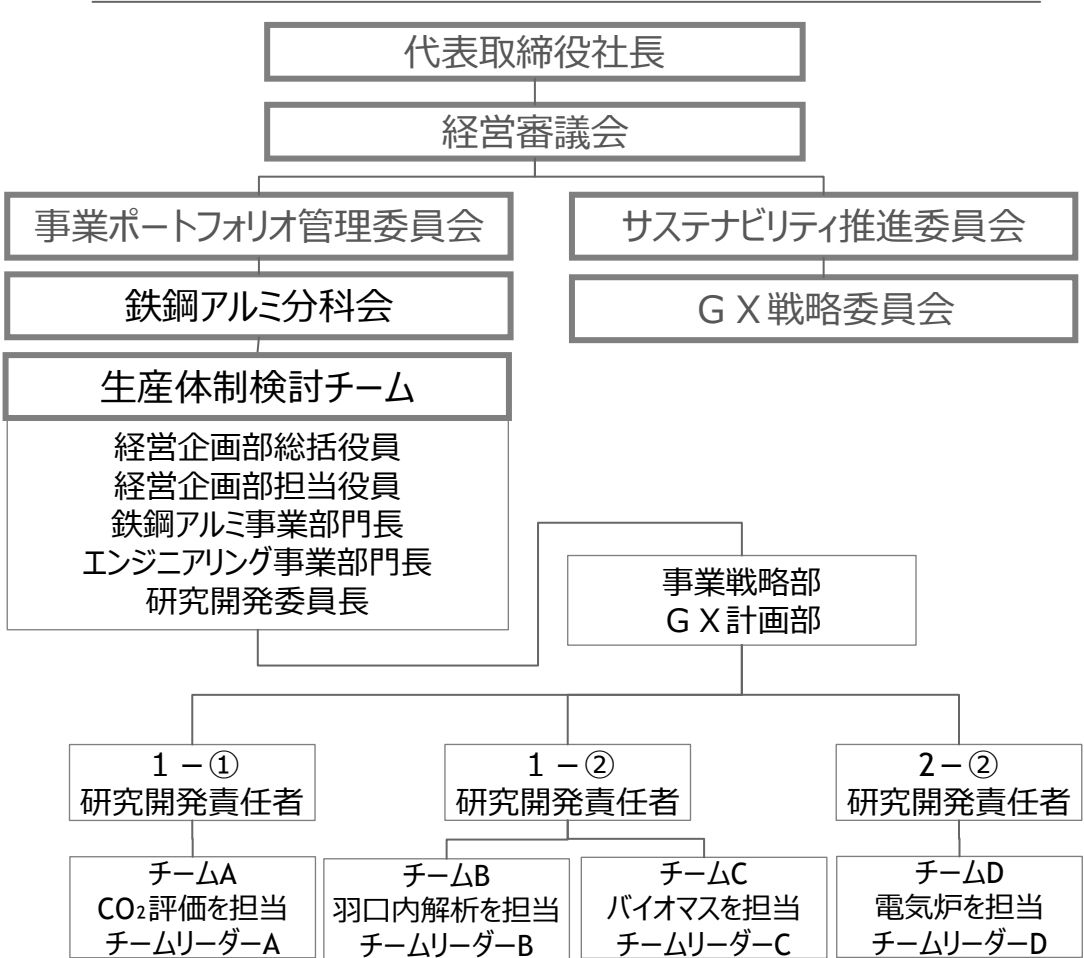 代表取締役社長
経営審議会
事業ポートフォリオ管理委員会
サステナビリティ推進委員会
鉄鋼アルミ分科会
ＧＸ戦略委員会
生産体制検討チーム
経営企画部総括役員
経営企画部担当役員
鉄鋼アルミ事業部門長
エンジニアリング事業部門長
研究開発委員長
事業戦略部
ＧＸ計画部
1－①
研究開発責任者
1－②
研究開発責任者
2－②
研究開発責任者
チームA
CO₂評価を担当
チームリーダーA
チームB
羽口内解析を担当
チームリーダーB
チームC
バイオマスを担当
チームリーダーC
チームD
電気炉を担当
チームリーダーD